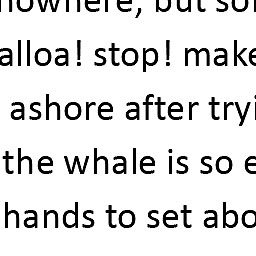 nowhere, but so
alloa! stop! make
ashore after tryi
the whale is so e
hands to set abo